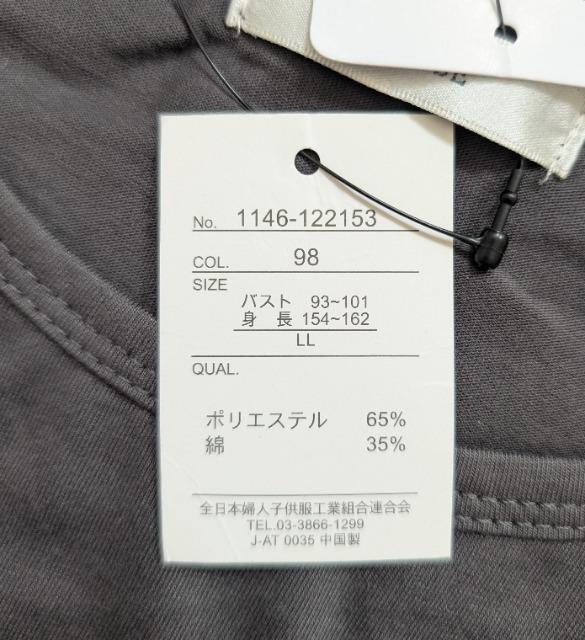 No. 1146-122153
COL. 98
SIZE
バスト 93~101
身 長 154~162
LL
QUAL.
ポリエステル 65%
綿 35%
全日本婦人子供服工業組合連合会
TEL.03-3866-1299
J-AT 0035 中国製